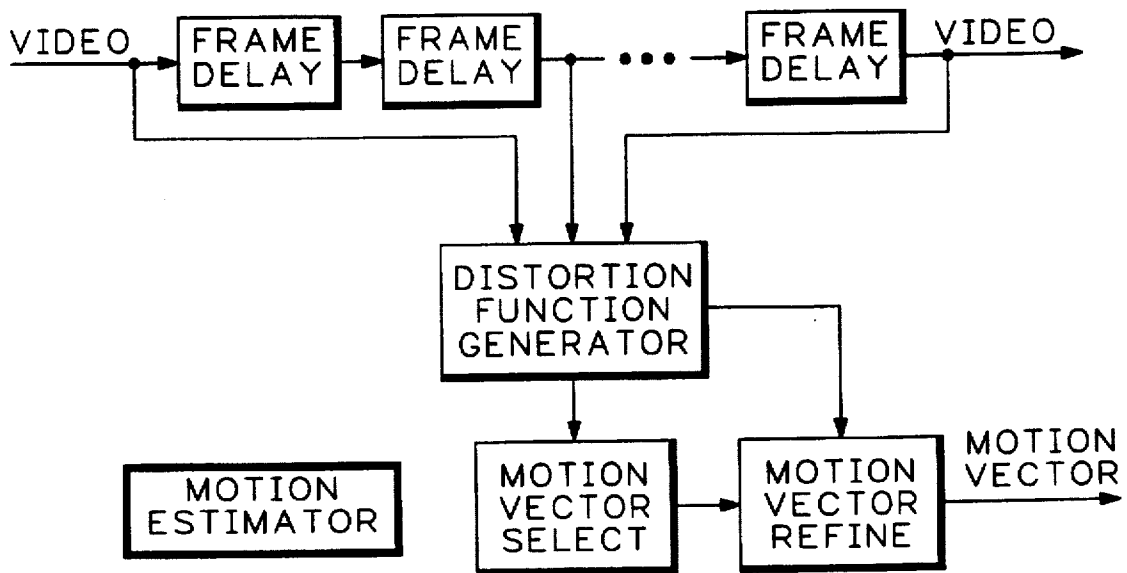 VIDEO
FRAME
DELAY
FRAME
DELAY
FRAME
DELAY
VIDEO
DISTORTION
FUNCTION
GENERATOR
MOTION
ESTIMATOR
MOTION
VECTOR
SELECT
MOTION
VECTOR
REFINE
MOTION
VECTOR